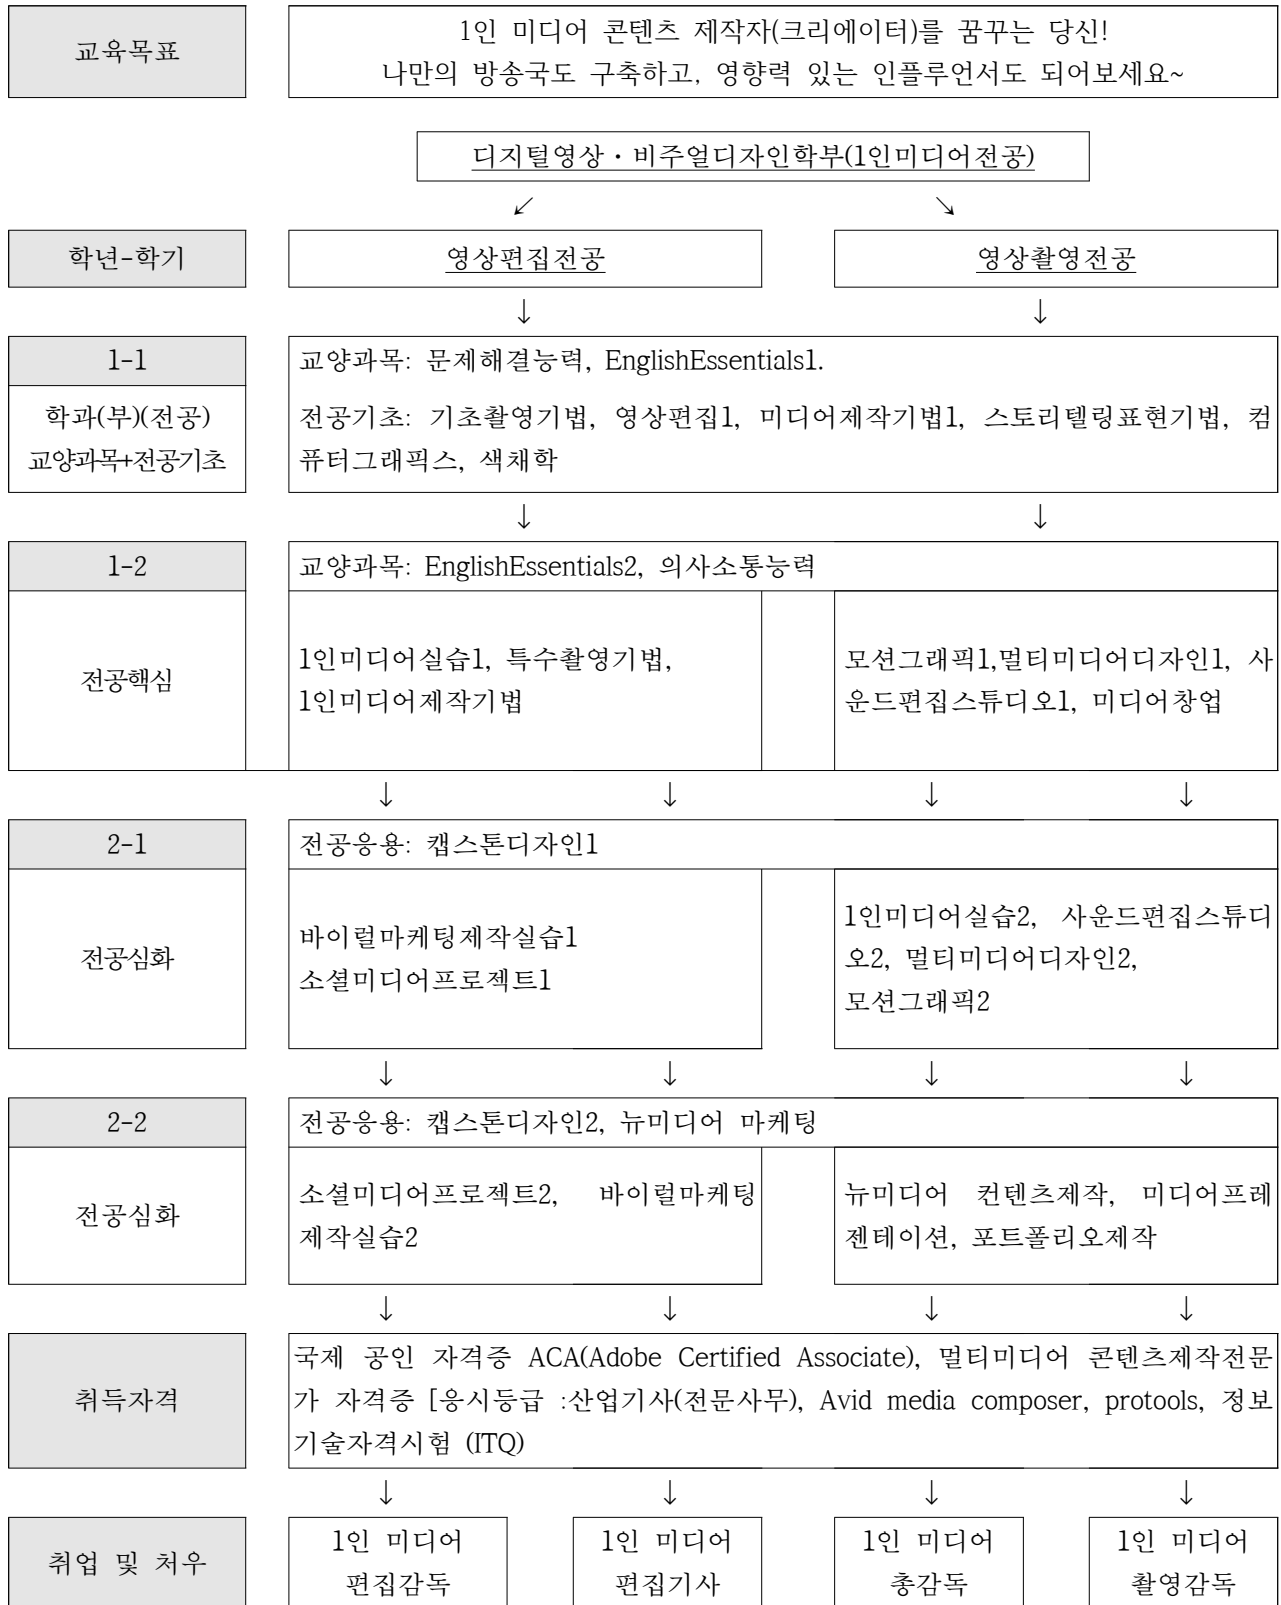 교육목표
1인 미디어 콘텐츠 제작자(크리에이터)를 꿈꾸는 당신!
나만의 방송국도 구축하고, 영향력 있는 인플루언서도 되어보세요~
디지털영상・비주얼디자인학부(1인미디어전공)
↙ ↘
학년-학기
영상편집전공
영상촬영전공
↓ ↓
1-1
교양과목: 문제해결능력, EnglishEssentials1.
학과(부)(전공)
교양과목+전공기초
전공기초: 기초촬영기법, 영상편집1, 미디어제작기법1, 스토리텔링표현기법, 컴
퓨터그래픽스, 색채학
↓ ↓
1-2
교양과목: EnglishEssentials2, 의사소통능력
전공핵심
1인미디어실습1, 특수촬영기법,
1인미디어제작기법
모션그래픽1,멀티미디어디자인1, 사
운드편집스튜디오1, 미디어창업
↓ ↓ ↓ ↓
2-1
전공응용: 캡스톤디자인1
전공심화
바이럴마케팅제작실습1
소셜미디어프로젝트1
1인미디어실습2, 사운드편집스튜디
오2, 멀티미디어디자인2,
모션그래픽2
↓ ↓ ↓ ↓
2-2
전공응용: 캡스톤디자인2, 뉴미디어 마케팅
전공심화
소셜미디어프로젝트2, 바이럴마케팅
제작실습2
뉴미디어 컨텐츠제작, 미디어프레
젠테이션, 포트폴리오제작
↓ ↓ ↓ ↓
취득자격
국제 공인 자격증 ACA(Adobe Certified Associate), 멀티미디어 콘텐츠제작전문
가 자격증 [응시등급 :산업기사(전문사무), Avid media composer, protools, 정보
기술자격시험 (ITQ)
↓ ↓ ↓ ↓
취업 및 처우
1인 미디어
편집감독
1인 미디어
편집기사
1인 미디어
총감독
1인 미디어
촬영감독